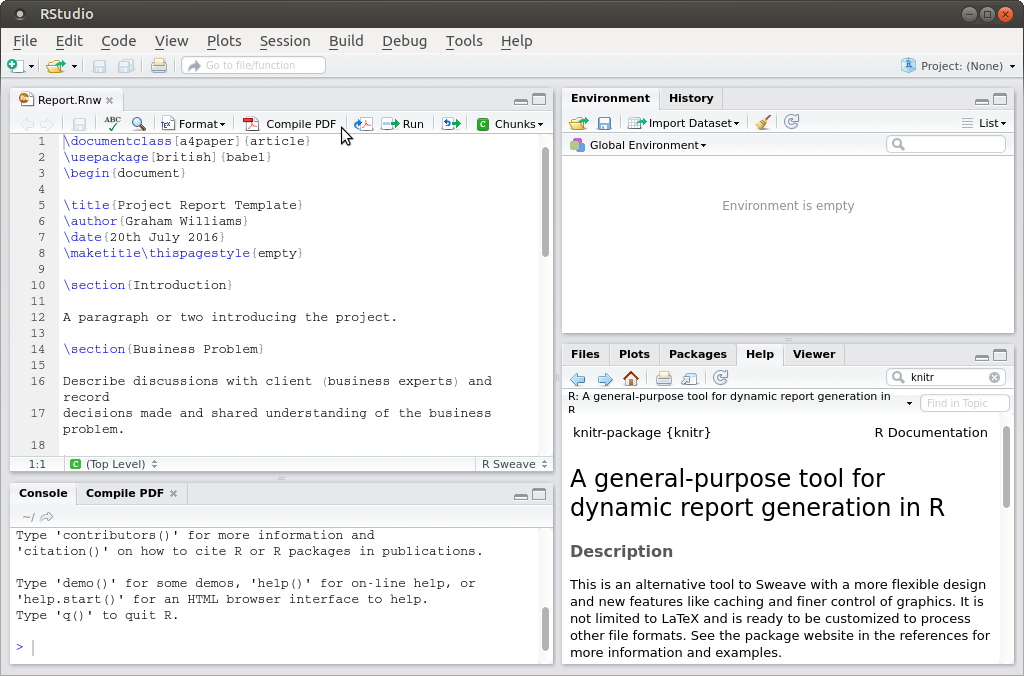 RStudio
File Edit Code View Plots Session Build Debug Tools Help
Go to file/function
Project: (None)
Report.Rnw
ABC
Format
Compile PDF
Run
Chunks
1 \documentclass[a4paper]{article}
2 \usepackage[british]{babel}
3 \begin{document}
4
5 \title{Project Report Template}
6 \author{Graham Williams}
7 \date{20th July 2016}
8 \maketitle\thispagestyle{empty}
9
10 \section{Introduction}
11
12 A paragraph or two introducing the project.
13
14 \section{Business Problem}
15
16 Describe discussions with client (business experts) and
record
17 decisions made and shared understanding of the business
problem.
18
1:1 C (Top Level) R Sweave
Console Compile PDF
~/
Type 'contributors()' for more information and
'citation()' on how to cite R or R packages in publications.
Type 'demo()' for some demos, 'help()' for on-line help, or
'help.start()' for an HTML browser interface to help.
Type 'q()' to quit R.
>
Environment History
Import Dataset
List
Global Environment
Environment is empty
Files Plots Packages Help Viewer
knitr
R: A general-purpose tool for dynamic report generation in
R
Find in Topic
knitr-package {knitr} R Documentation
A general-purpose tool for
dynamic report generation in R
Description
This is an alternative tool to Sweave with a more flexible design
and new features like caching and finer control of graphics. It is
not limited to LaTeX and is ready to be customized to process
other file formats. See the package website in the references for
more information and examples.